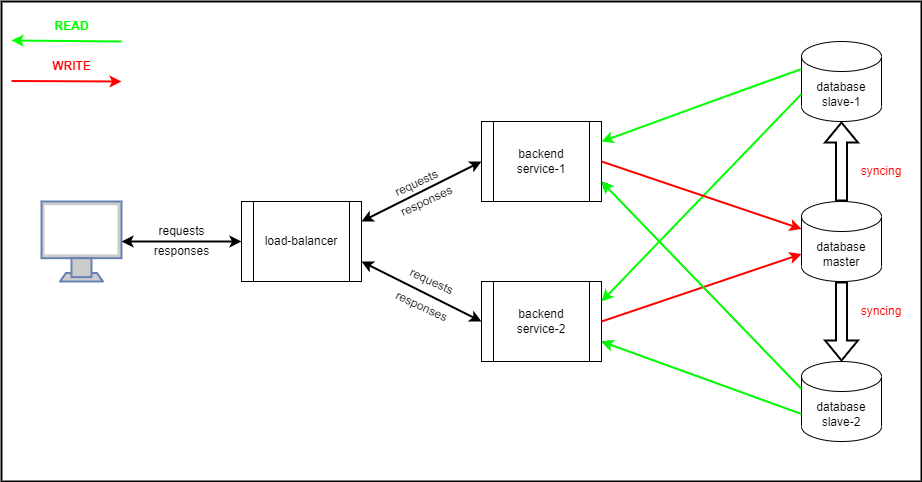 READ
WRITE
requests
responses
load-balancer
requests
responses
requests
responses
backend
service-1
backend
service-2
database
slave-1
syncing
database
master
syncing
database
slave-2